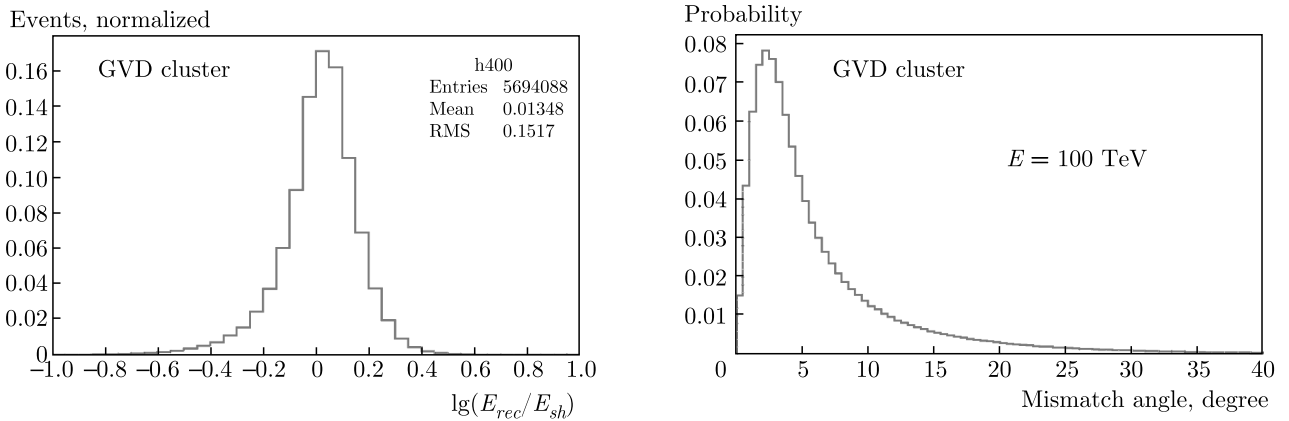 Events, normalized
GVD cluster
h400
Entries 5694088
Mean 0.01348
RMS 0.1517
0.16
0.14
0.12
0.10
0.08
0.06
0.04
0.02
0
−1.0 −0.8 −0.6 −0.4 −0.2 0 0.2 0.4 0.6 0.8 1.0
lg(E_rec/E_sh)
Probability
GVD cluster
E = 100 TeV
0.08
0.07
0.06
0.05
0.04
0.03
0.02
0.01
0 5 10 15 20 25 30 35 40
Mismatch angle, degree